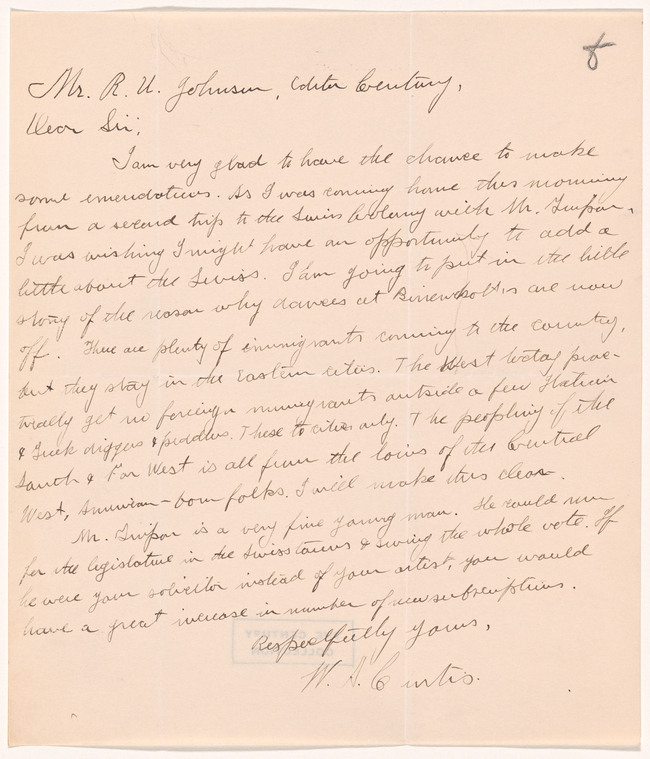 8
Mr. R. U. Johnson, Editor Century,
Dear Sir;
I am very glad to have the chance to make
some emendations. As I was coming home this morning
from a second trip to the Swiss Colony with Mr.
I was wishing I might have an opportunity to add a
little about the Swiss. I am going to put in the little
story of the reason why dances at are now
off. There are plenty of immigrants coming to the country,
but they stay in the Eastern cities. The West today prac-
tically get no foreign immigrants outside a few Italian
& Greek diggers & peddlers. These to cities only. The peopling of the
South & Far West is all from the loins of the Central
West, American-born folks. I will make this clear.
Mr. is a very fine young man. He could run
for the legislature in the Swiss towns & swing the whole vote. If
he were your solicitor instead of your artist, you would
have a great increase in number of new subscriptions.
Respectfully yours,
W. A. Curtis.